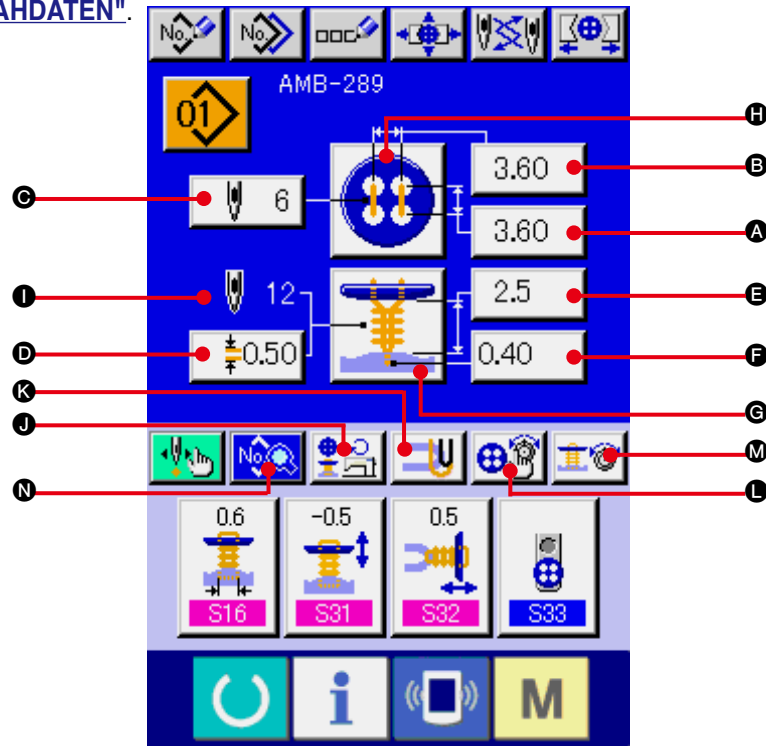 AHDATEN".
No. No.
AMB-289
01
H
3.60 B
C 6
3.60 A
I 12 2.5 E
D 0.50 0.40 F
K
G
J
M
No.
N
L
0.6 -0.5 0.5
S16 S31 S32 S33
i M